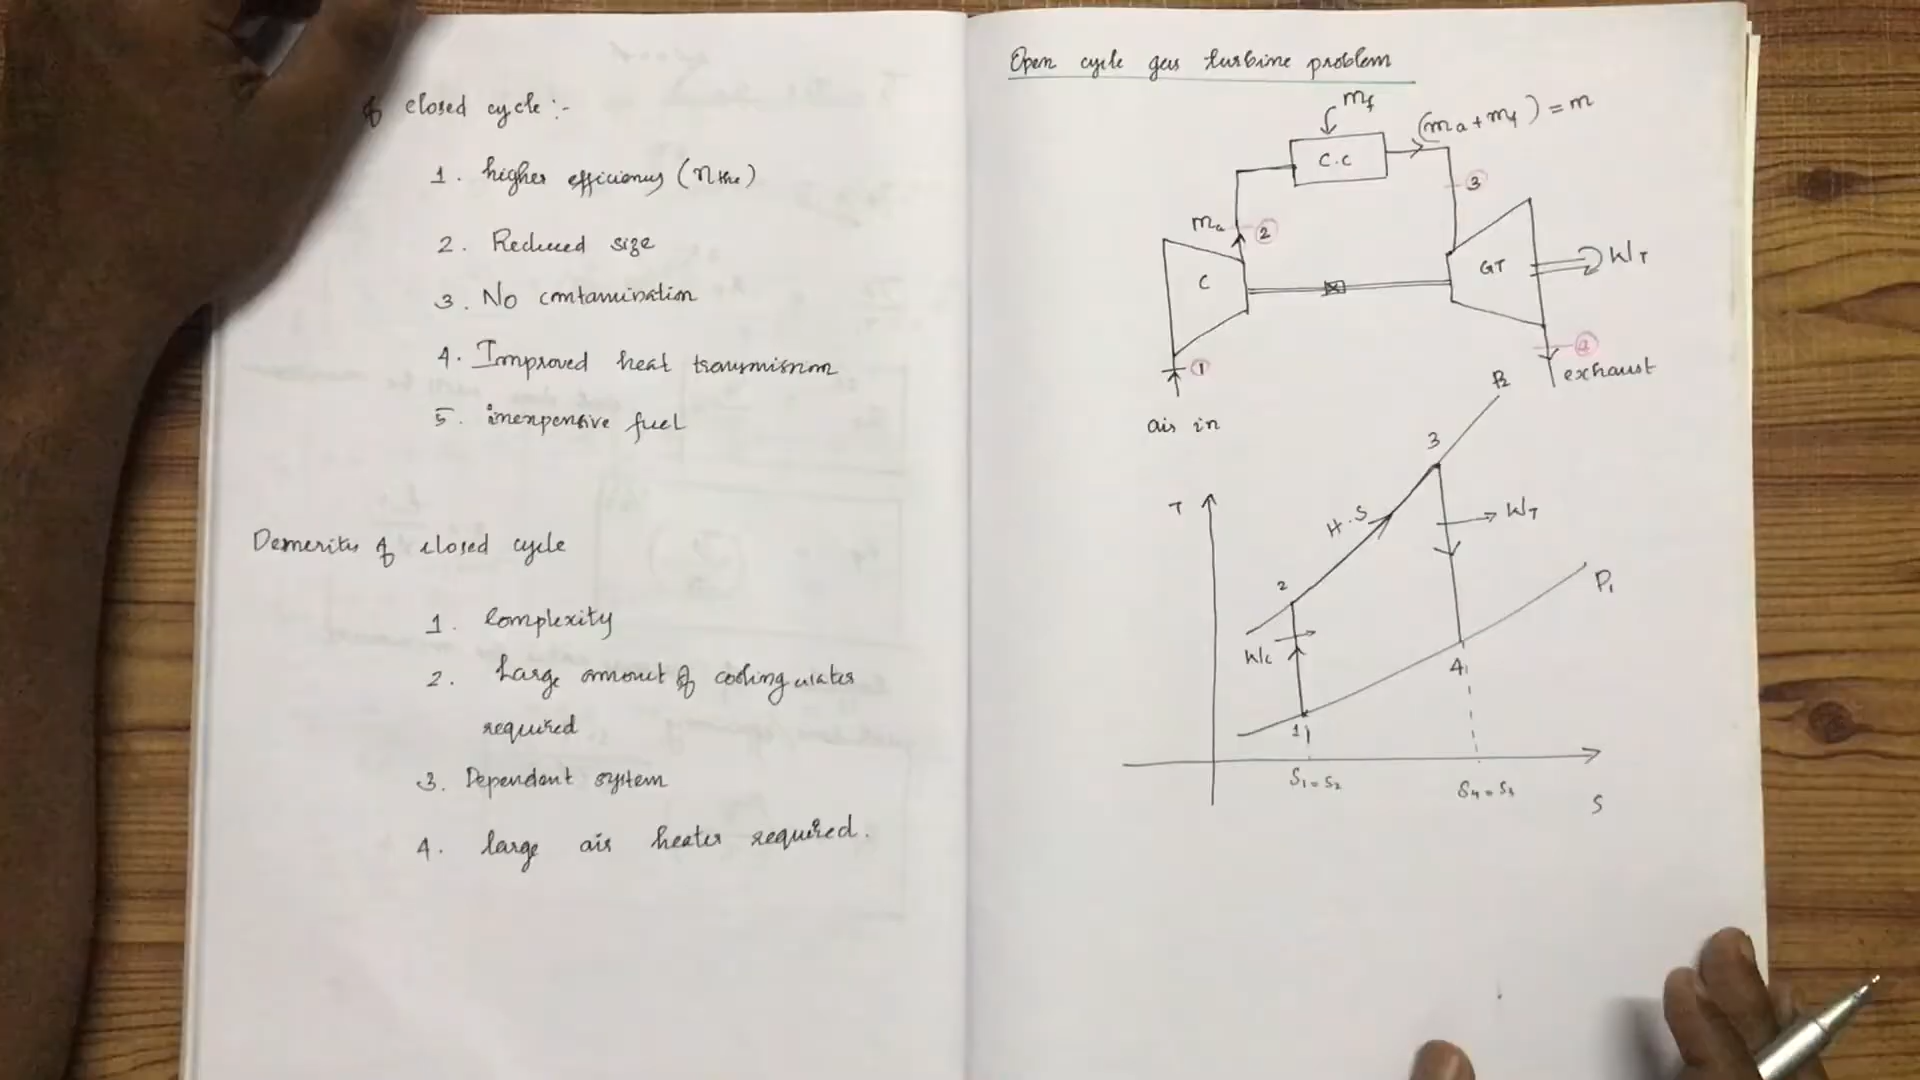 of closed cycle :-
1. higher efficiency (ηthe)
2. Reduced size
3. No contamination
4. Improved heat transmission
5. inexpensive fuel
Demerits of closed cycle
1. Complexity
2. Large amount of cooling water
required
3. Dependent system
4. large air heater required.
Open cycle gas turbine problem
mf
(ma + mf) = m
C.C
3
ma
2
C
GT
WT
1
4
exhaust
air in
P2
3
T
H.S
WT
2
P1
Wc
4
1
S1 = S2
S4 = S3
S